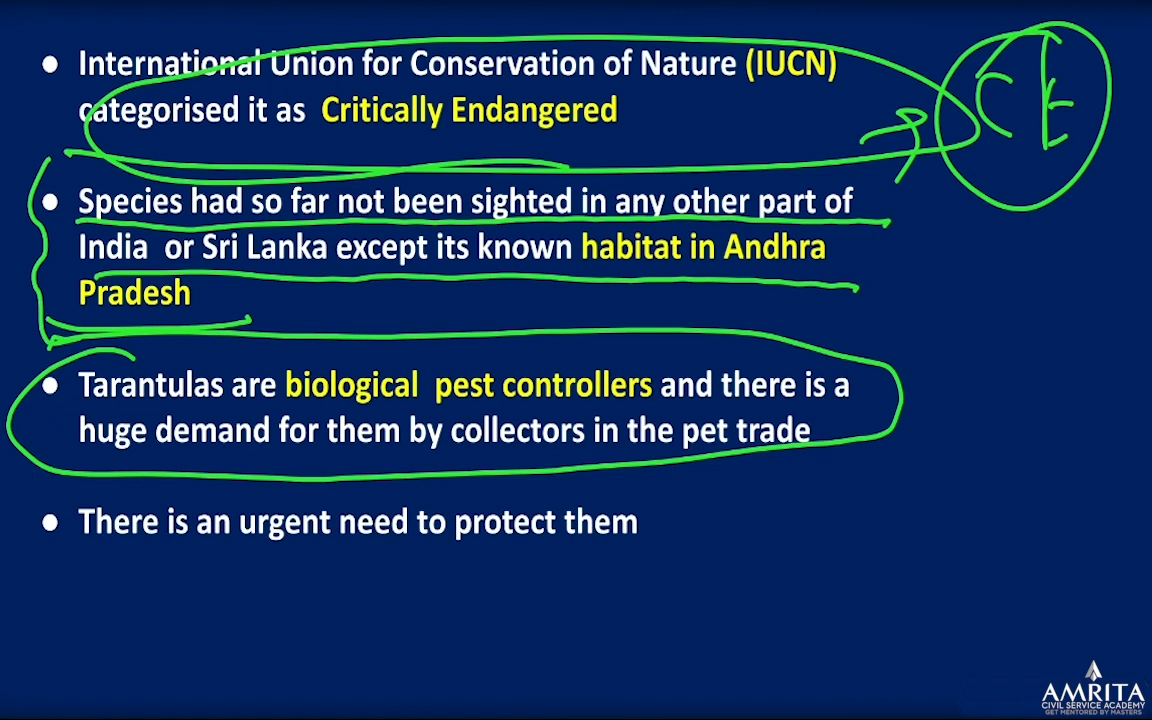 ● International Union for Conservation of Nature (IUCN)
categorised it as Critically Endangered
CE
● Species had so far not been sighted in any other part of
India or Sri Lanka except its known habitat in Andhra
Pradesh
● Tarantulas are biological pest controllers and there is a
huge demand for them by collectors in the pet trade
● There is an urgent need to protect them
AMRITA
CIVIL SERVICE ACADEMY
GET MENTORED BY MASTERS